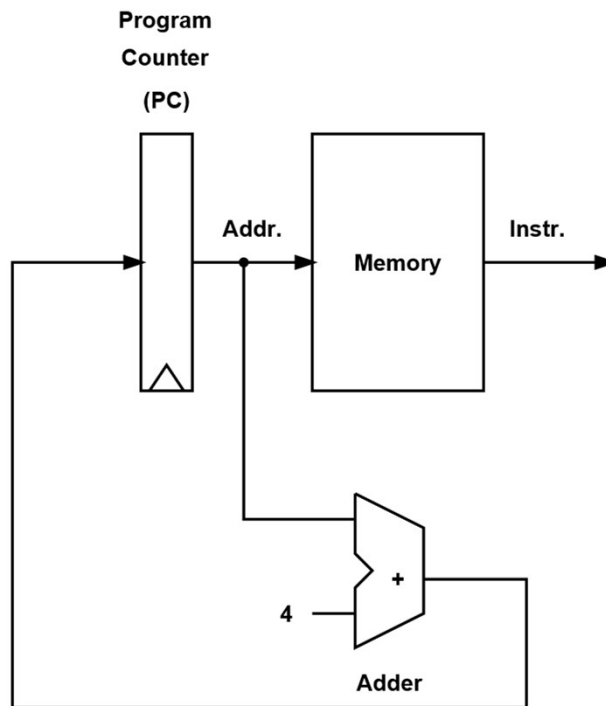 Program
Counter
(PC)
Addr.
Memory
Instr.
+
4
Adder